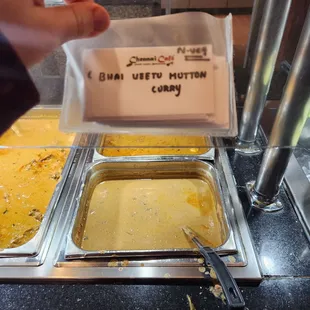 Chennai Cafe
N-veg
BHAI VEETU MUTTON
CURRY